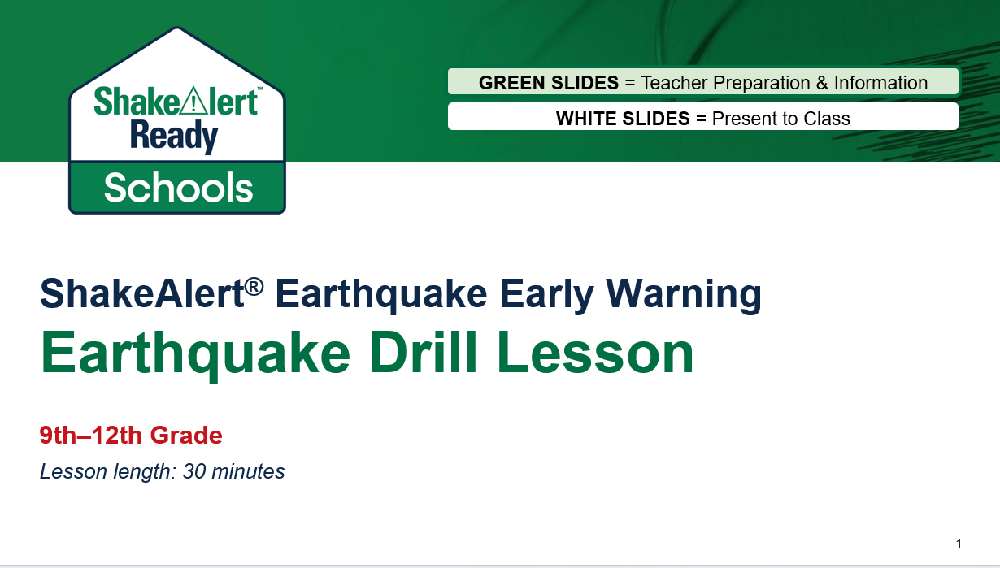 ShakeAlert™
Ready
Schools
GREEN SLIDES = Teacher Preparation & Information
WHITE SLIDES = Present to Class
ShakeAlert® Earthquake Early Warning
Earthquake Drill Lesson
9th–12th Grade
Lesson length: 30 minutes
1